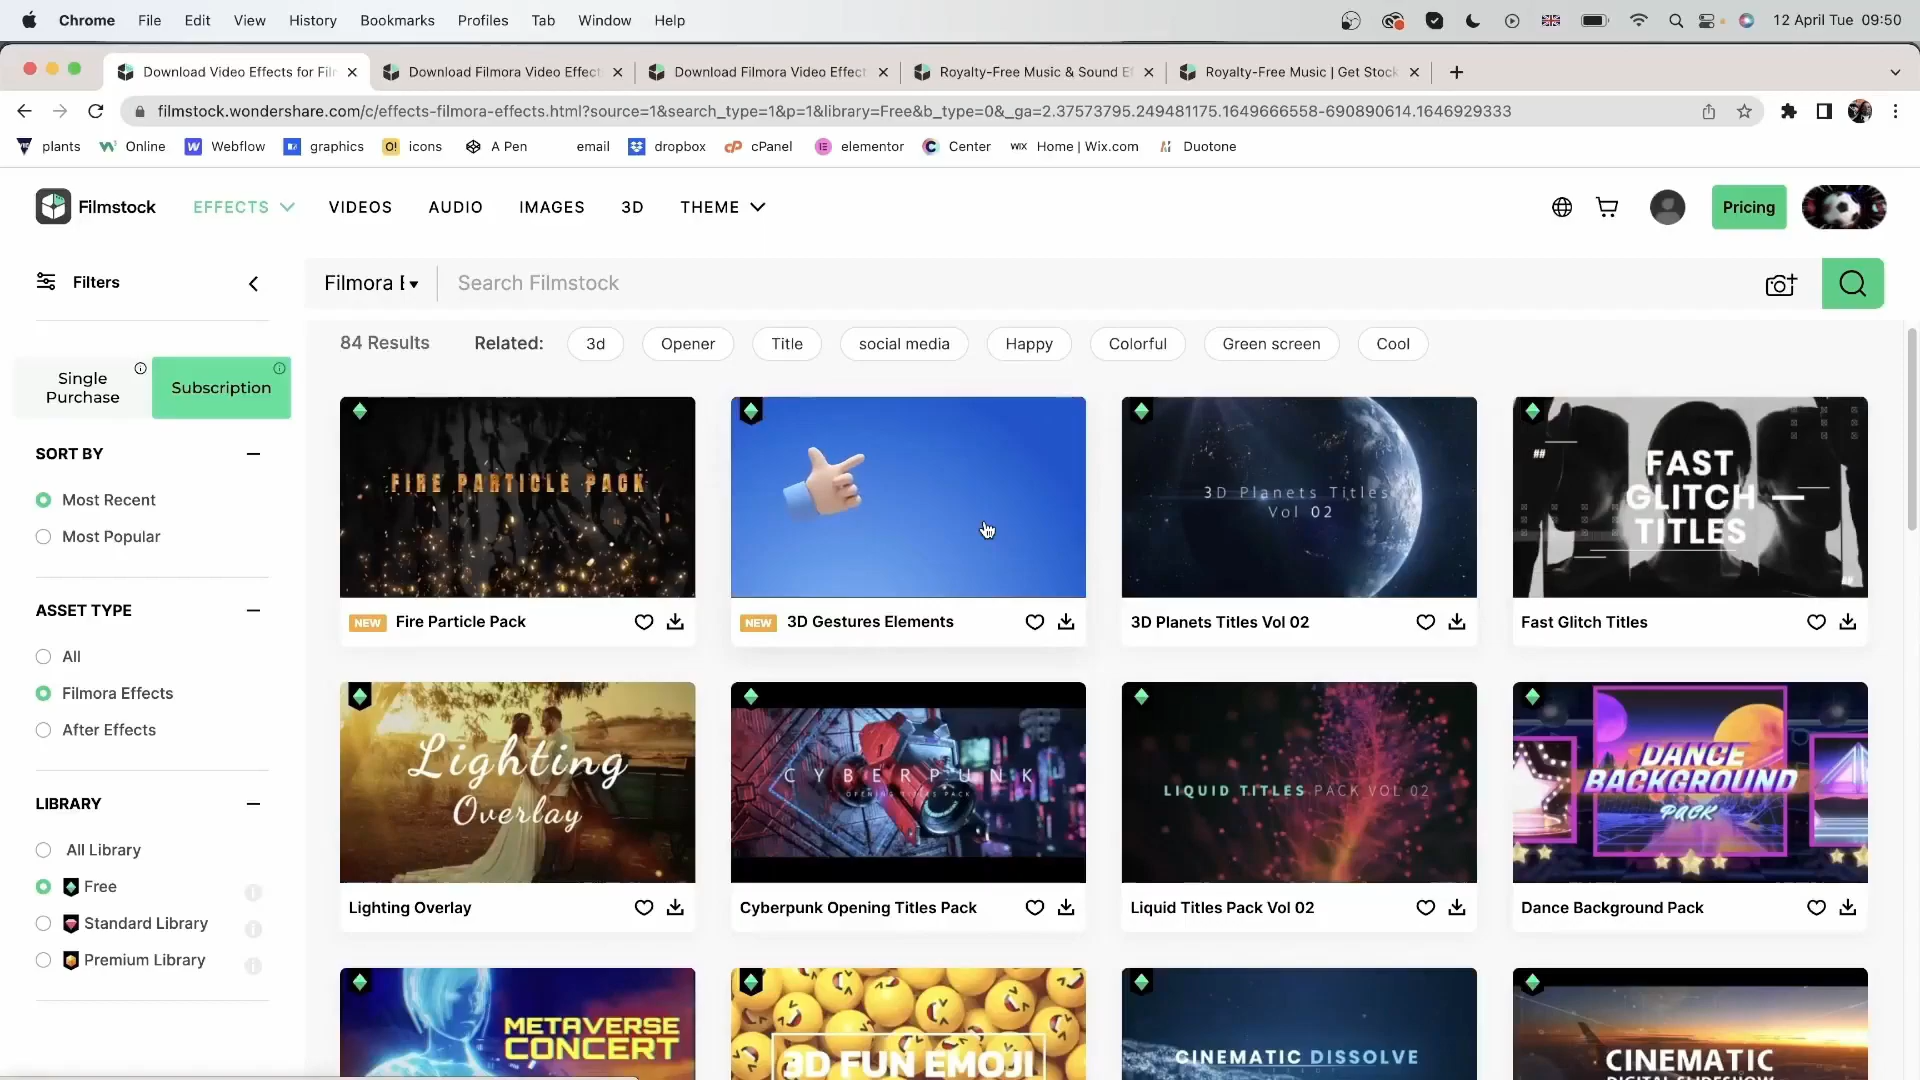 Chrome File Edit View History Bookmarks Profiles Tab Window Help 12 April Tue 09:50
Download Video Effects for Fil Download Filmora Video Effect Download Filmora Video Effect Royalty-Free Music & Sound Ef Royalty-Free Music | Get Stock
filmstock.wondershare.com/c/effects-filmora-effects.html?source=1&search_type=1&p=1&library=Free&b_type=0&_ga=2.37573795.249481175.1649666558-690890614.1646929333
plants Online Webflow graphics icons A Pen email dropbox cPanel elementor Center Home | Wix.com Duotone
Filmstock EFFECTS VIDEOS AUDIO IMAGES 3D THEME Pricing
Filters
Filmora E Search Filmstock
84 Results Related: 3d Opener Title social media Happy Colorful Green screen Cool
Single Purchase
Subscription
SORT BY
Most Recent
Most Popular
ASSET TYPE
All
Filmora Effects
After Effects
LIBRARY
All Library
Free
Standard Library
Premium Library
FIRE PARTICLE PACK
3D Planets Titles
Vol 02
FAST
GLITCH
TITLES
NEW Fire Particle Pack
NEW 3D Gestures Elements
3D Planets Titles Vol 02
Fast Glitch Titles
Lighting
Overlay
CYBERPUNK
OPENING TITLES PACK
LIQUID TITLES PACK VOL 02
DANCE
BACKGROUND
PACK
Lighting Overlay
Cyberpunk Opening Titles Pack
Liquid Titles Pack Vol 02
Dance Background Pack
METAVERSE
CONCERT
3D FUN EMOJI
CINEMATIC DISSOLVE
CINEMATIC
DIGITAL SLIDESHOW